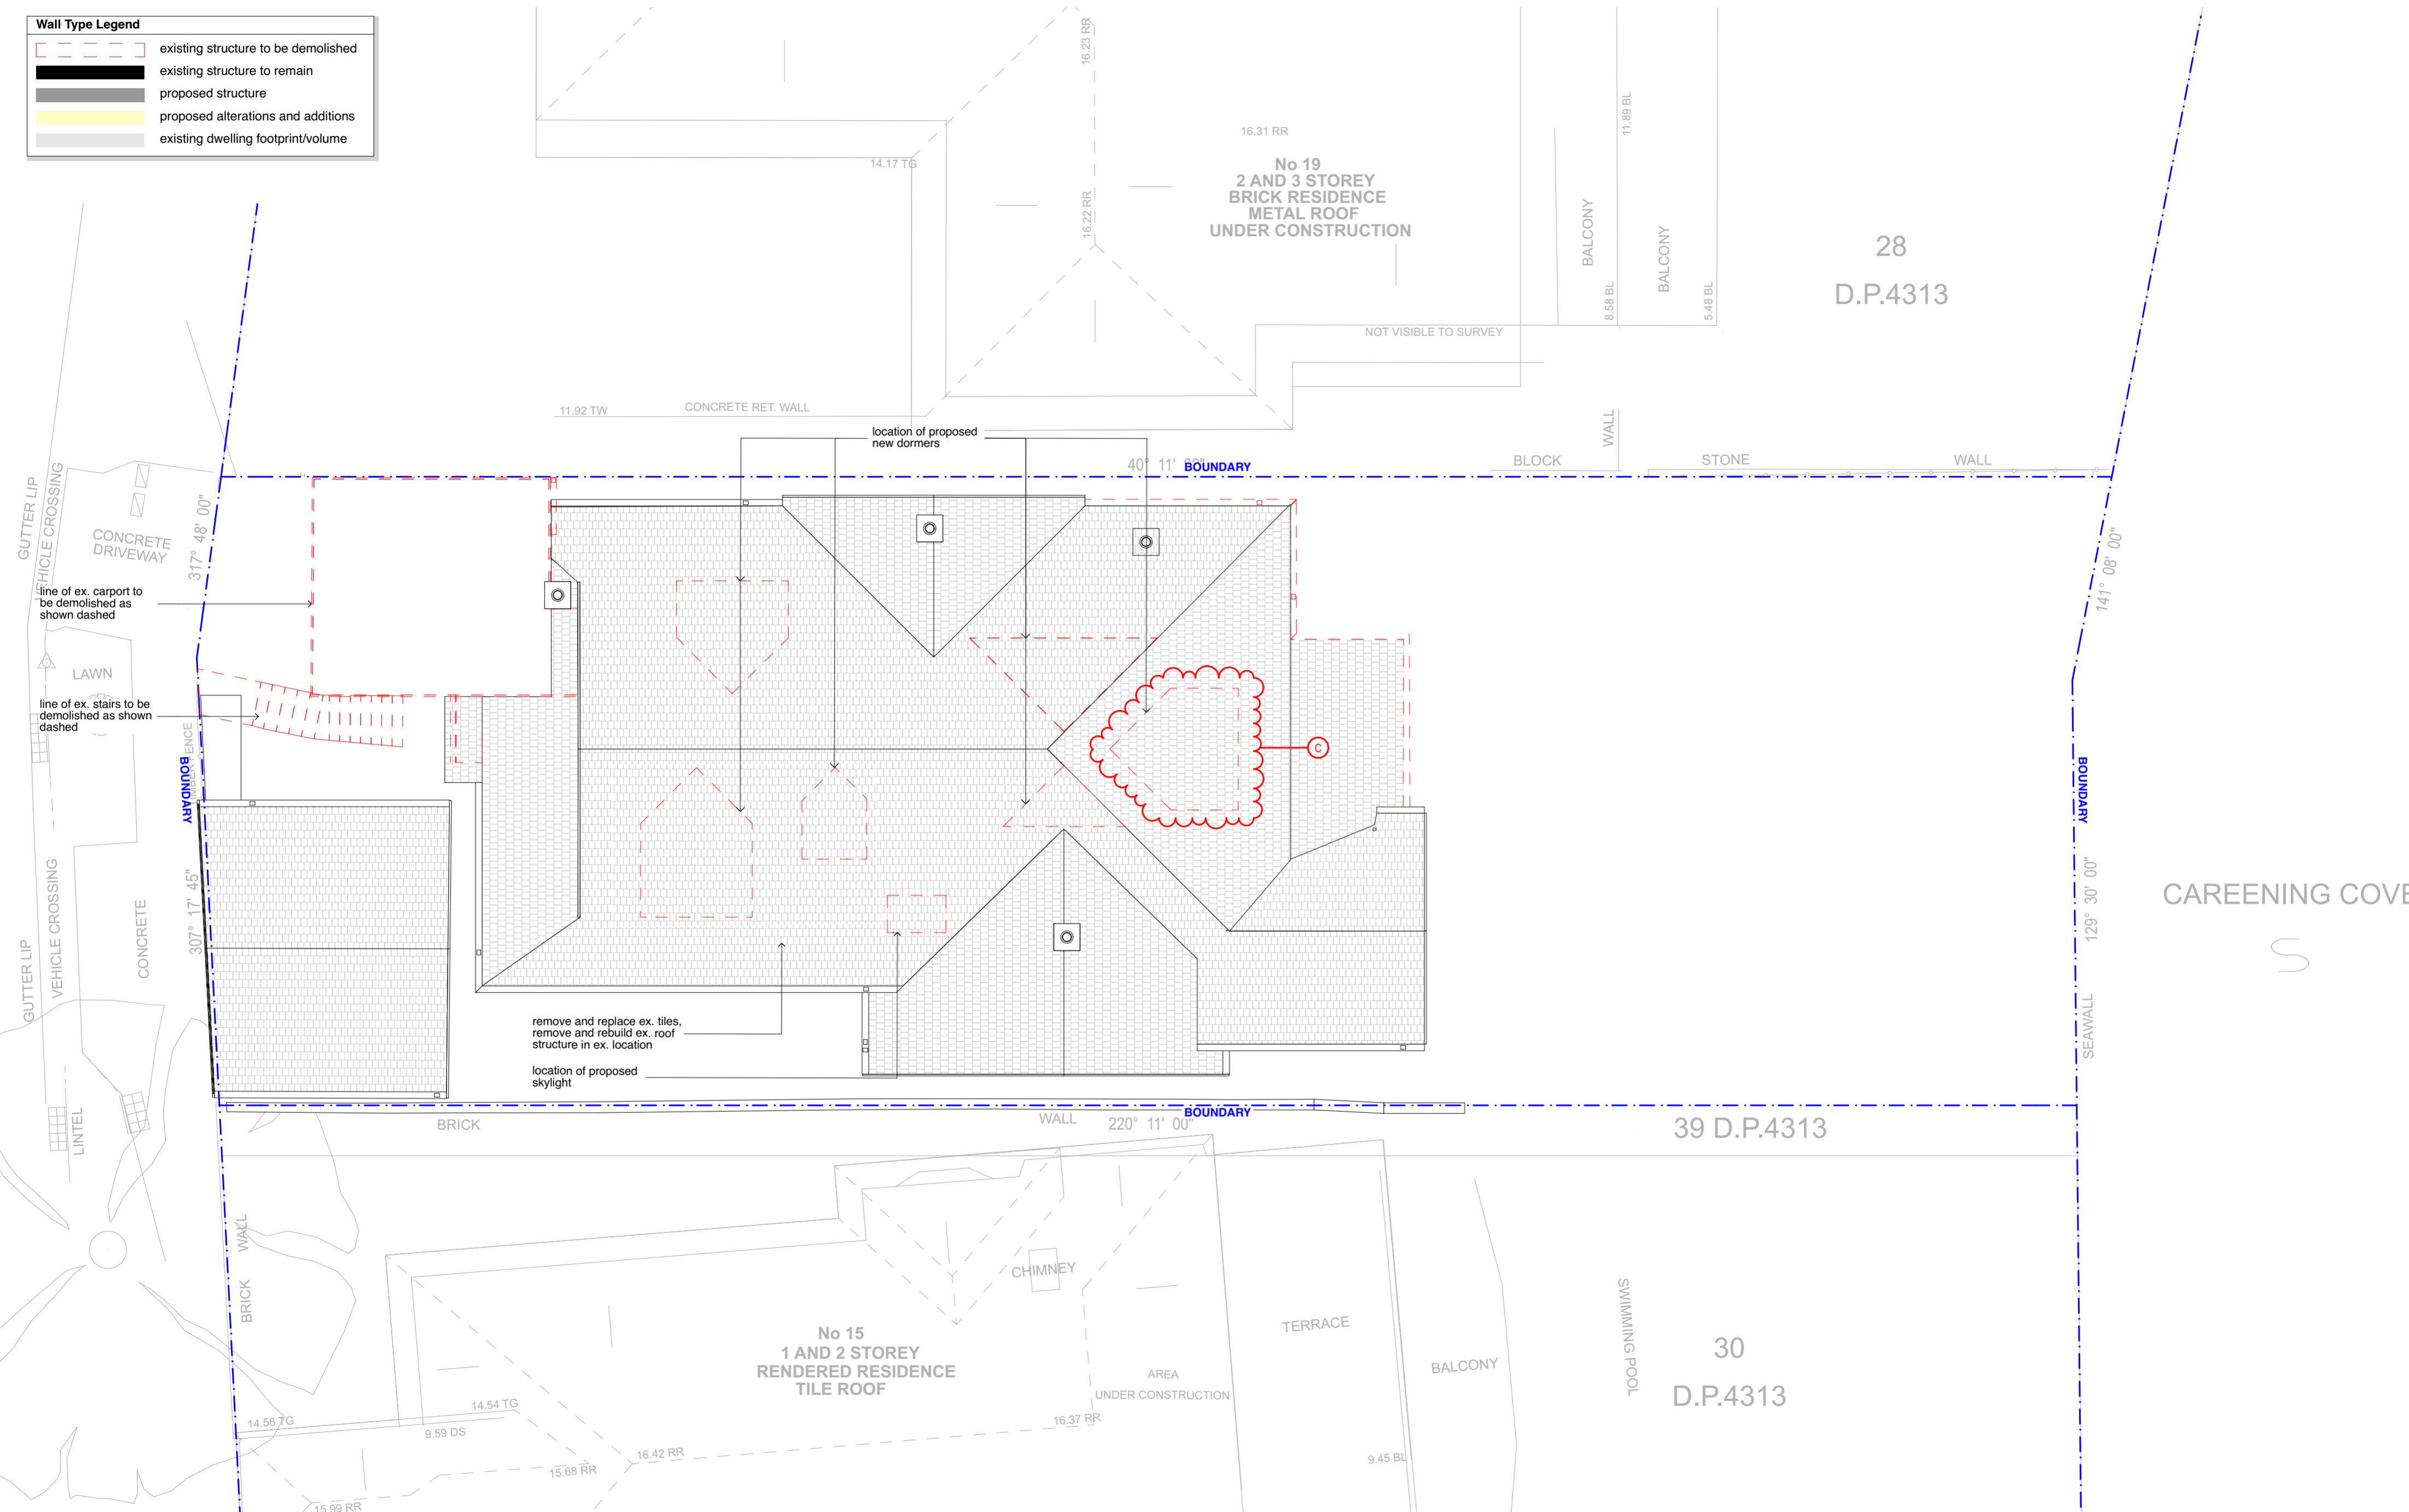 Wall Type Legend
existing structure to be demolished
existing structure to remain
proposed structure
proposed alterations and additions
existing dwelling footprint/volume
16.23 RR
16.22 RR
16.31 RR
14.17 TG
No 19
2 AND 3 STOREY
BRICK RESIDENCE
METAL ROOF
UNDER CONSTRUCTION
BALCONY
BALCONY
11.89 BL
8.58 BL
5.48 BL
28
D.P.4313
NOT VISIBLE TO SURVEY
11.92 TW
CONCRETE RET. WALL
location of proposed
new dormers
40° 11'
BOUNDARY
BLOCK
WALL
STONE
WALL
GUTTER LIP
VEHICLE CROSSING
CONCRETE
DRIVEWAY
317° 48' 00"
141° 08' 00"
line of ex. carport to
be demolished as
shown dashed
LAWN
line of ex. stairs to be
demolished as shown
dashed
BOUNDARY
C
BOUNDARY
307° 17' 45"
129° 30' 00"
CAREENING COVE
S
GUTTER LIP
VEHICLE CROSSING
CONCRETE
SEAWALL
remove and replace ex. tiles,
remove and rebuild ex. roof
structure in ex. location
location of proposed
skylight
LINTEL
BRICK
WALL
220° 11' 00"
BOUNDARY
39 D.P.4313
BRICK
WALL
CHIMNEY
No 15
1 AND 2 STOREY
RENDERED RESIDENCE
TILE ROOF
AREA
UNDER CONSTRUCTION
TERRACE
BALCONY
SWIMMING POOL
30
D.P.4313
14.58 TG
14.54 TG
9.59 DS
16.42 RR
15.68 RR
16.37 RR
9.45 BL
15.99 RR